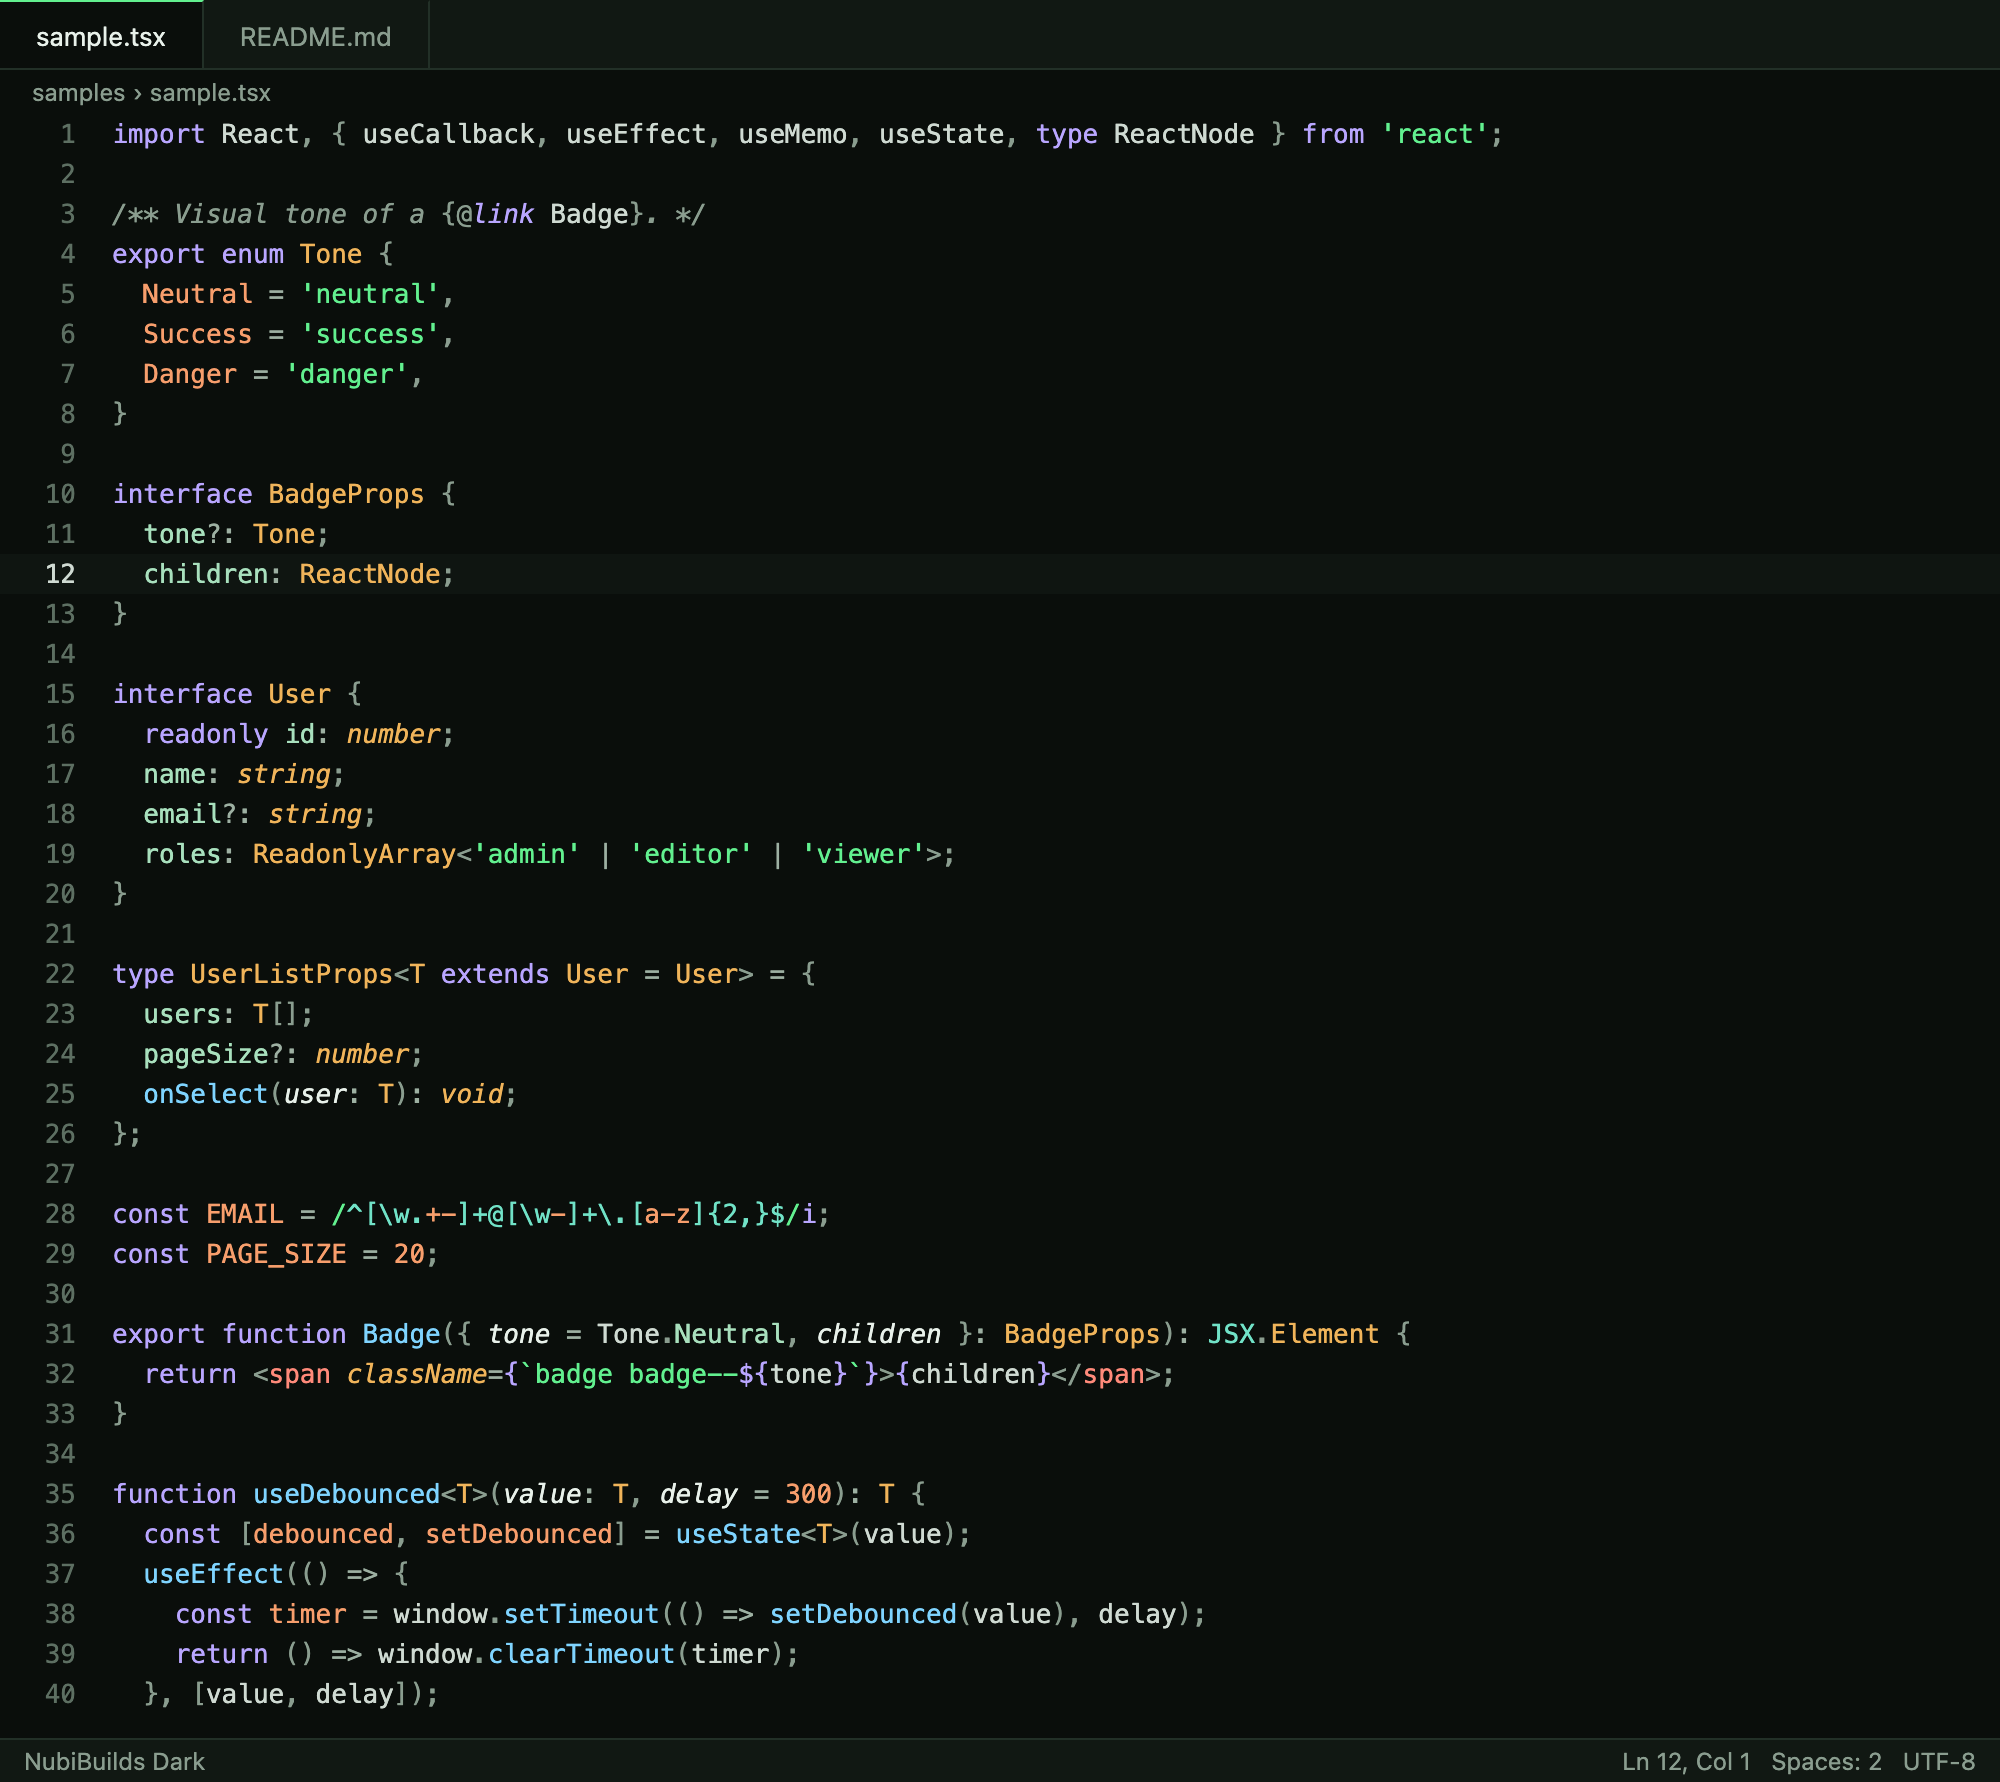 sample.tsx
README.md
samples › sample.tsx
1 import React, { useCallback, useEffect, useMemo, useState, type ReactNode } from 'react';
2
3 /** Visual tone of a {@link Badge}. */
4 export enum Tone {
5   Neutral = 'neutral',
6   Success = 'success',
7   Danger = 'danger',
8 }
9
10 interface BadgeProps {
11   tone?: Tone;
12   children: ReactNode;
13 }
14
15 interface User {
16   readonly id: number;
17   name: string;
18   email?: string;
19   roles: ReadonlyArray<'admin' | 'editor' | 'viewer'>;
20 }
21
22 type UserListProps<T extends User = User> = {
23   users: T[];
24   pageSize?: number;
25   onSelect(user: T): void;
26 };
27
28 const EMAIL = /^[\w.+-]+@[\w-]+\.[a-z]{2,}$/i;
29 const PAGE_SIZE = 20;
30
31 export function Badge({ tone = Tone.Neutral, children }: BadgeProps): JSX.Element {
32   return <span className={`badge badge--${tone}`}>{children}</span>;
33 }
34
35 function useDebounced<T>(value: T, delay = 300): T {
36   const [debounced, setDebounced] = useState<T>(value);
37   useEffect(() => {
38     const timer = window.setTimeout(() => setDebounced(value), delay);
39     return () => window.clearTimeout(timer);
40   }, [value, delay]);
NubiBuilds Dark
Ln 12, Col 1 Spaces: 2 UTF-8